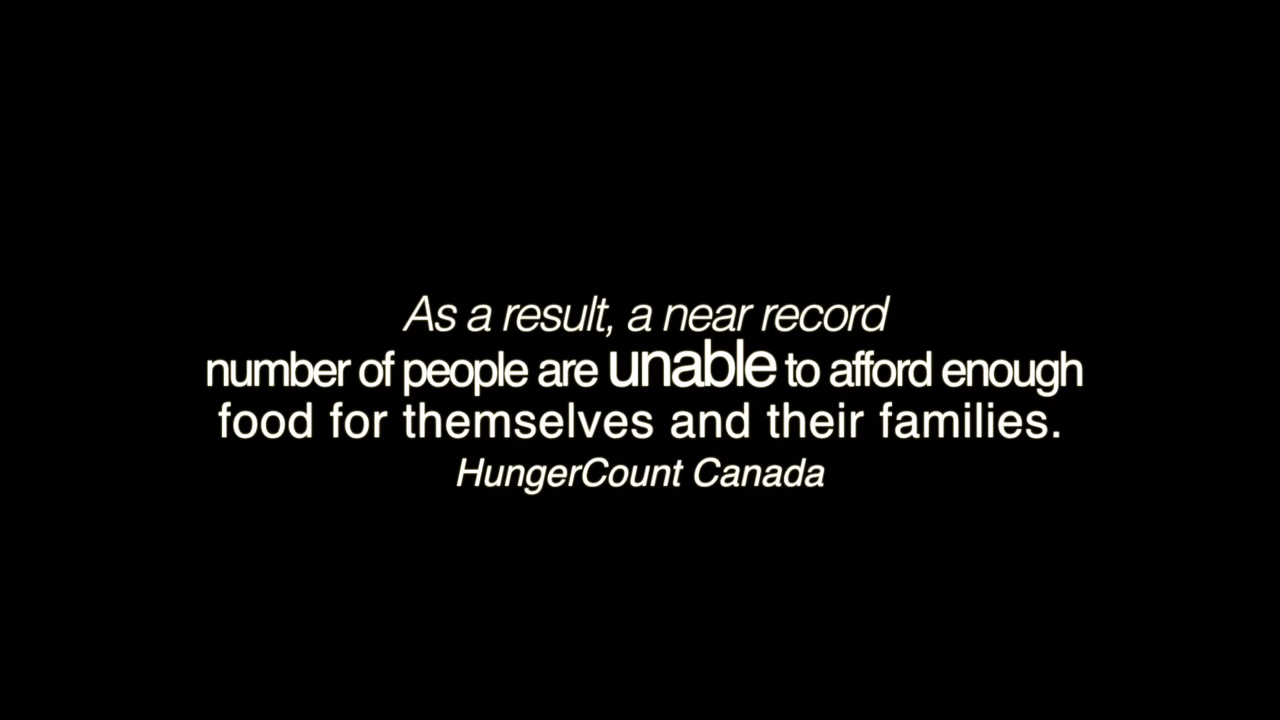 As a result, a near record
number of people are unable to afford enough
food for themselves and their families.
HungerCount Canada